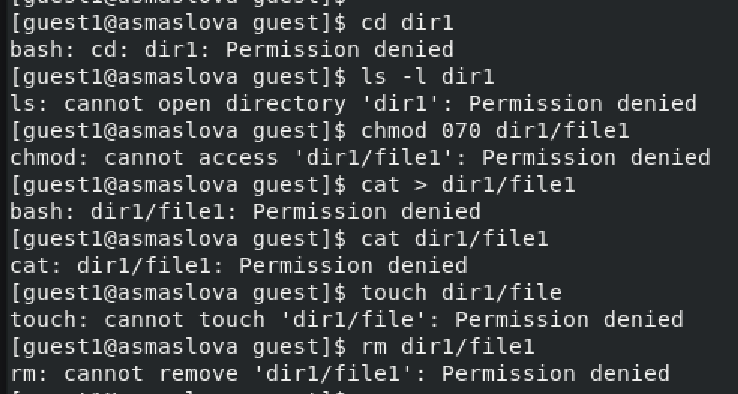 [guest1@asmaslova guest]$ cd dir1
bash: cd: dir1: Permission denied
[guest1@asmaslova guest]$ ls -l dir1
ls: cannot open directory 'dir1': Permission denied
[guest1@asmaslova guest]$ chmod 070 dir1/file1
chmod: cannot access 'dir1/file1': Permission denied
[guest1@asmaslova guest]$ cat > dir1/file1
bash: dir1/file1: Permission denied
[guest1@asmaslova guest]$ cat dir1/file1
cat: dir1/file1: Permission denied
[guest1@asmaslova guest]$ touch dir1/file
touch: cannot touch 'dir1/file': Permission denied
[guest1@asmaslova guest]$ rm dir1/file1
rm: cannot remove 'dir1/file1': Permission denied